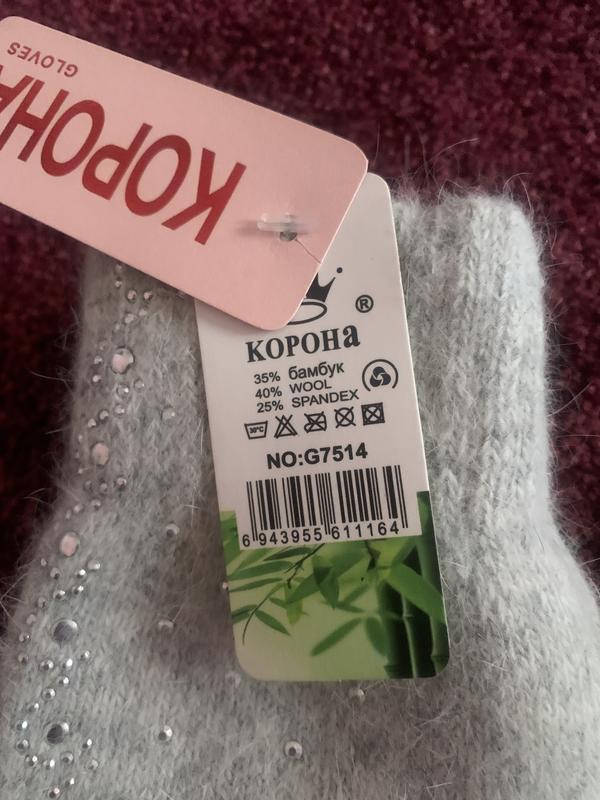 КОРОНА
GLOVES
®
КОРОНа
35% бамбук
40% WOOL
25% SPANDEX
30°C
NO:G7514
6 943955 611164